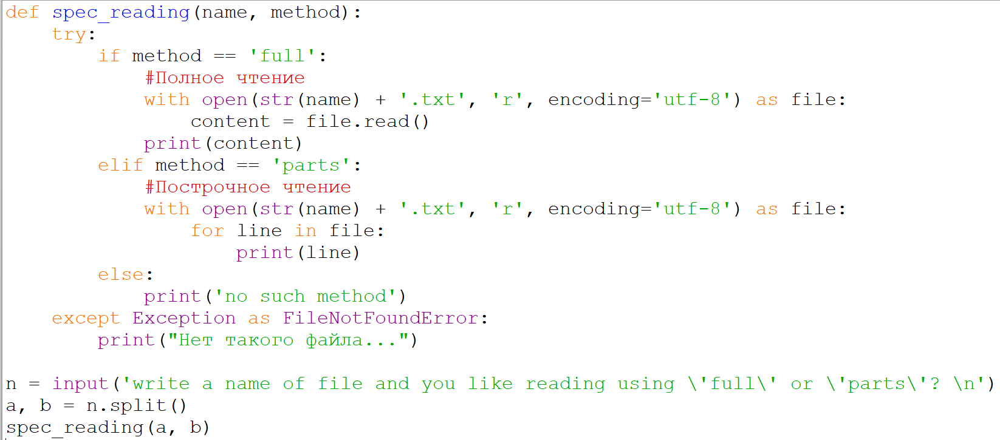 def spec_reading(name, method):
    try:
        if method == 'full':
            #Полное чтение
            with open(str(name) + '.txt', 'r', encoding='utf-8') as file:
                content = file.read()
            print(content)
        elif method == 'parts':
            #Построчное чтение
            with open(str(name) + '.txt', 'r', encoding='utf-8') as file:
                for line in file:
                    print(line)
        else:
            print('no such method')
    except Exception as FileNotFoundError:
        print("Нет такого файла...")

n = input('write a name of file and you like reading using \'full\' or \'parts\'? \n')
a, b = n.split()
spec_reading(a, b)